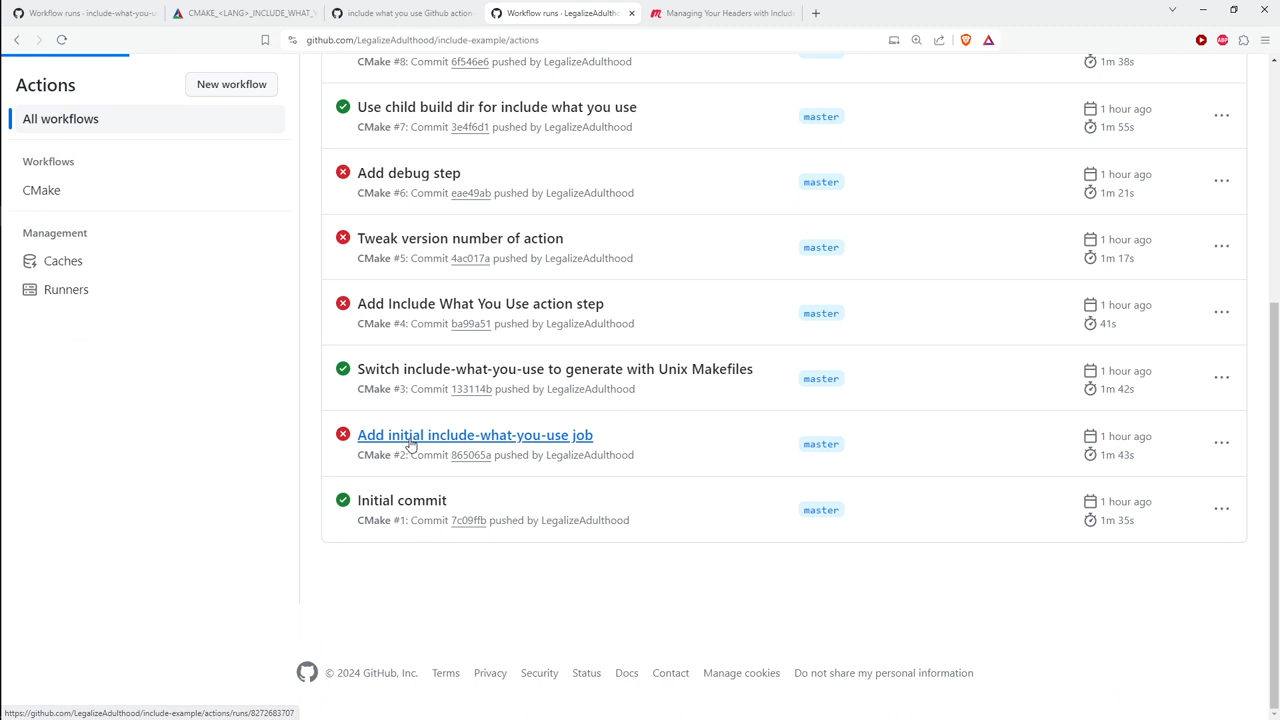 Workflow runs - include-what-you-u
CMAKE_<LANG>_INCLUDE_WHAT_Y
include what you use Github action
Workflow runs - LegalizeAdulth
Managing Your Headers with Include
github.com/LegalizeAdulthood/include-example/actions
ABP
Actions
New workflow
All workflows
Workflows
CMake
Management
Caches
Runners
CMake #8: Commit 6f546e6 pushed by LegalizeAdulthood
1m 38s
Use child build dir for include what you use
CMake #7: Commit 3e4f6d1 pushed by LegalizeAdulthood
master
1 hour ago
1m 55s
Add debug step
CMake #6: Commit eae49ab pushed by LegalizeAdulthood
master
1 hour ago
1m 21s
Tweak version number of action
CMake #5: Commit 4ac017a pushed by LegalizeAdulthood
master
1 hour ago
1m 17s
Add Include What You Use action step
CMake #4: Commit ba99a51 pushed by LegalizeAdulthood
master
1 hour ago
41s
Switch include-what-you-use to generate with Unix Makefiles
CMake #3: Commit 133114b pushed by LegalizeAdulthood
master
1 hour ago
1m 42s
Add initial include-what-you-use job
CMake #2: Commit 865065a pushed by LegalizeAdulthood
master
1 hour ago
1m 43s
Initial commit
CMake #1: Commit 7c09ffb pushed by LegalizeAdulthood
master
1 hour ago
1m 35s
© 2024 GitHub, Inc. Terms Privacy Security Status Docs Contact Manage cookies Do not share my personal information
https://github.com/LegalizeAdulthood/include-example/actions/runs/8272683707